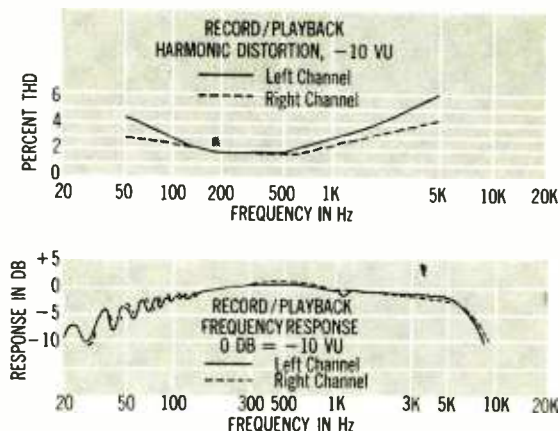 RECORD/PLAYBACK
HARMONIC DISTORTION, -10 VU
Left Channel
Right Channel
PERCENT THD
6
4
2
0
20 50 100 200 500 1K 5K 10K 20K
FREQUENCY IN Hz
+5
0
-5
-10
RESPONSE IN DB
RECORD/PLAYBACK
FREQUENCY RESPONSE
0 DB = -10 VU
Left Channel
Right Channel
20 50 100 300 500 1K 3K 5K 10K 20K
FREQUENCY IN Hz